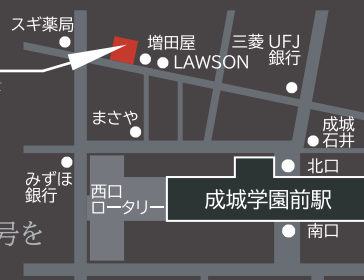 スギ薬局
増田屋
LAWSON
三菱 UFJ
銀行
まさや
成城
石井
みずほ
銀行
西口
ロータリー
北口
成城学園前駅
南口
号を